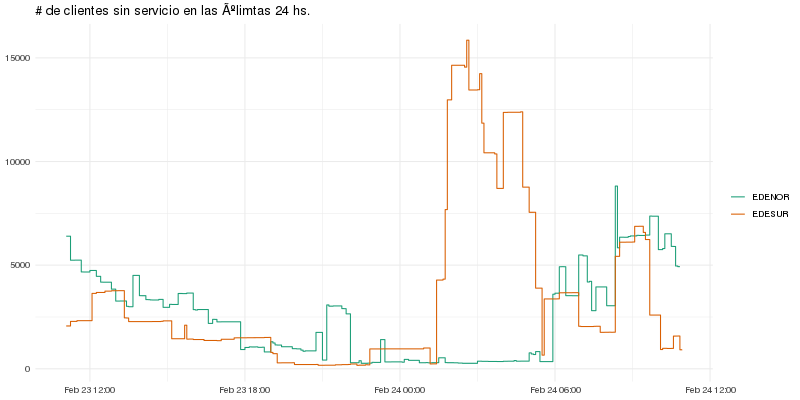 # de clientes sin servicio en las Ãºlimtas 24 hs.
15000
10000
5000
0
Feb 23 12:00
Feb 23 18:00
Feb 24 00:00
Feb 24 06:00
Feb 24 12:00
EDENOR
EDESUR